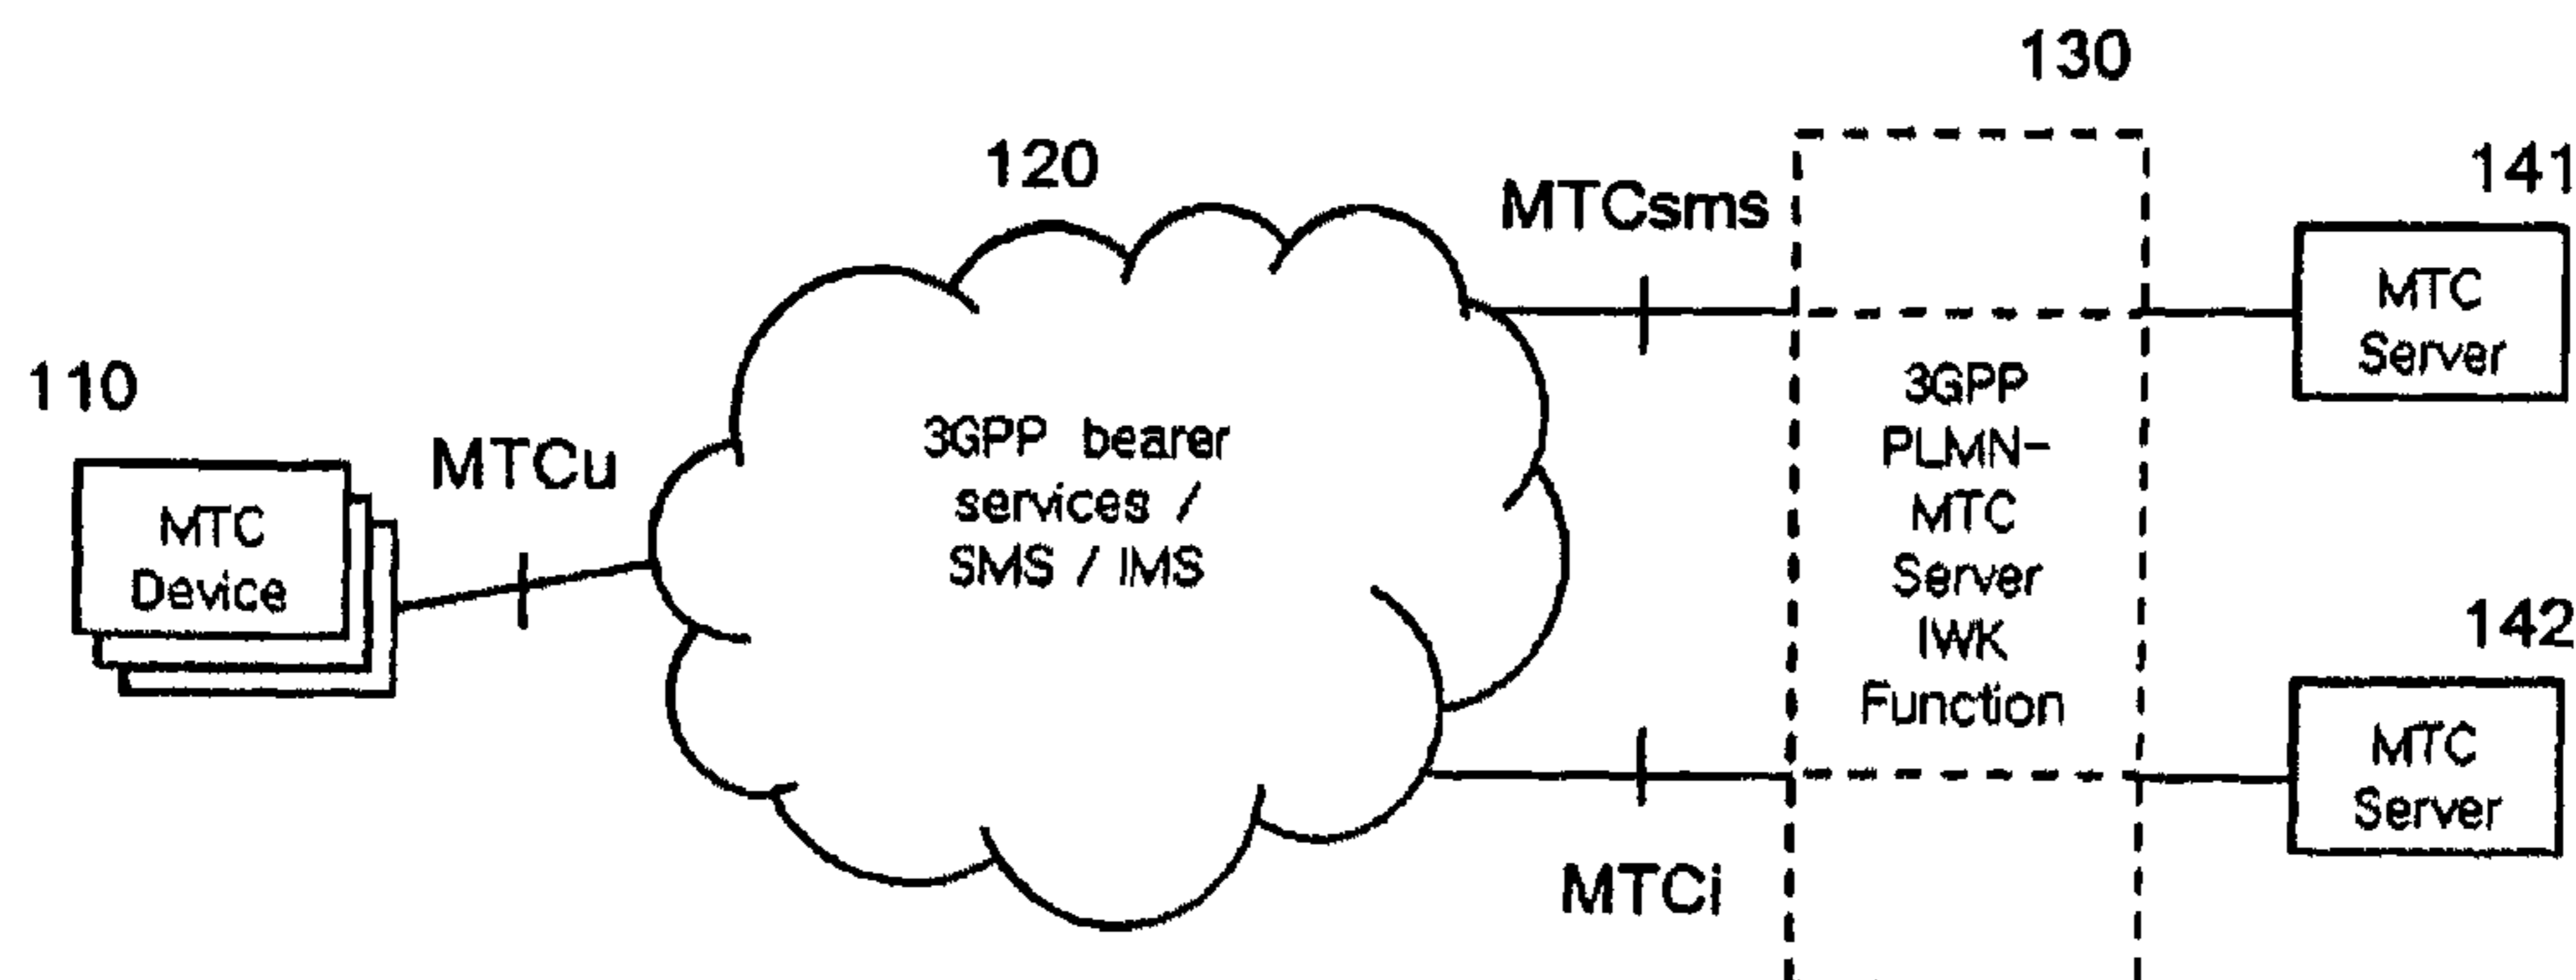 130
120
141
MTCsms
MTC
Server
110
3GPP
PLMN-
MTC
Server
IWK
Function
MTCu
3GPP bearer
services /
SMS / IMS
MTC
Device
142
MTC
Server
MTCi